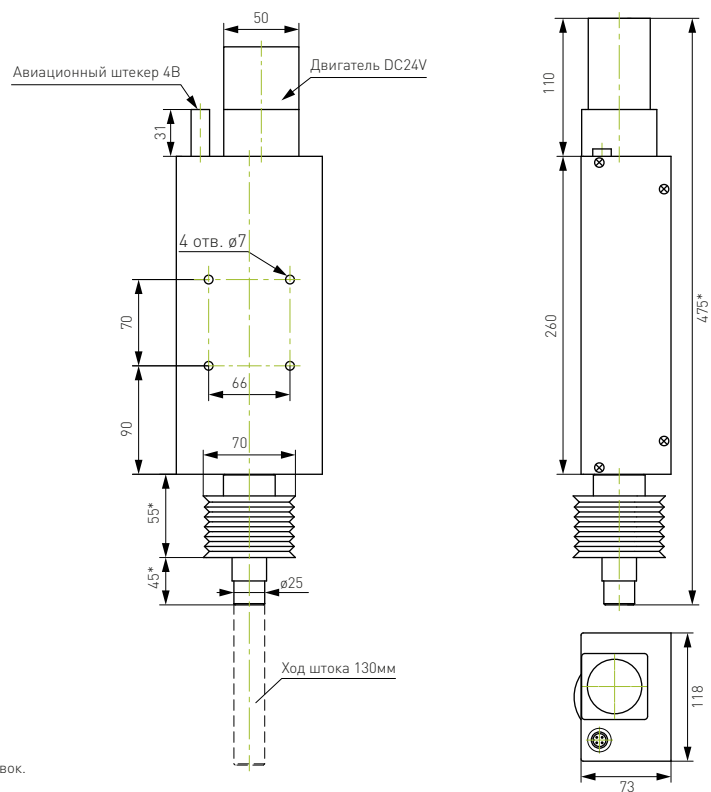 50
Авиационный штекер 4В
Двигатель DC24V
31
110
4 отв. ø7
70
66
90
70
260
475*
55*
45*
ø25
Ход штока 130мм
118
73
вок.